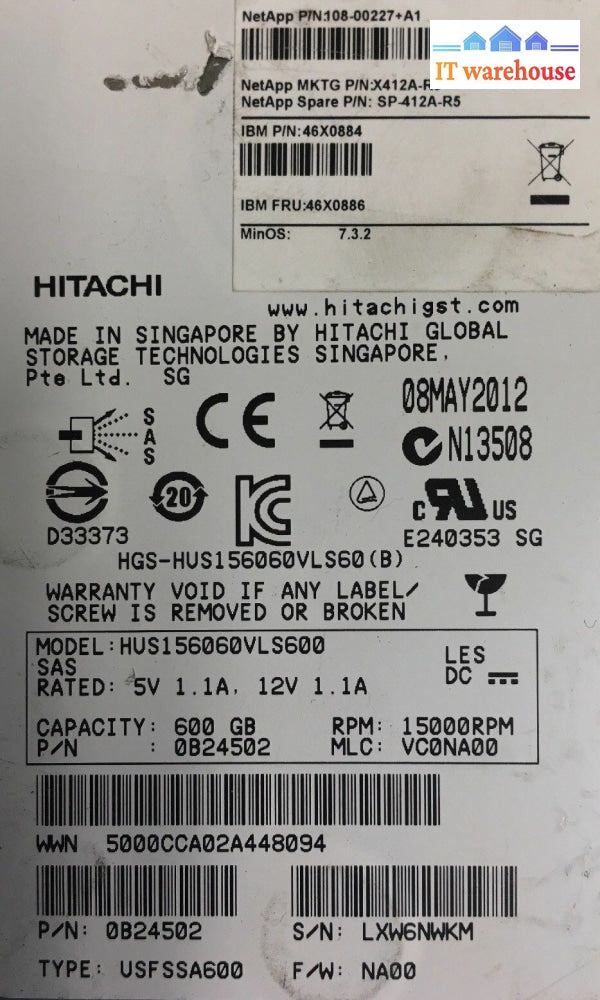 NetApp P/N:108-00227+A1
IT warehouse
NetApp MKTG P/N:X412A-R5
NetApp Spare P/N: SP-412A-R5
IBM P/N:46X0884
IBM FRU:46X0886
MinOS: 7.3.2
HITACHI
www.hitachigst.com
MADE IN SINGAPORE BY HITACHI GLOBAL
STORAGE TECHNOLOGIES SINGAPORE,
Pte Ltd. SG
SAS
CE
08MAY2012
N13508
D33373
20
KC
c RU US
E240353 SG
HGS-HUS156060VLS60(B)
WARRANTY VOID IF ANY LABEL/
SCREW IS REMOVED OR BROKEN
MODEL:HUS156060VLS600
SAS
LES
RATED: 5V 1.1A, 12V 1.1A
DC
CAPACITY: 600 GB RPM: 15000RPM
P/N : 0B24502 MLC: VC0NA00
WWN 5000CCA02A448094
P/N: 0B24502 S/N: LXW6NWKM
TYPE: USFSSA600 F/W: NA00